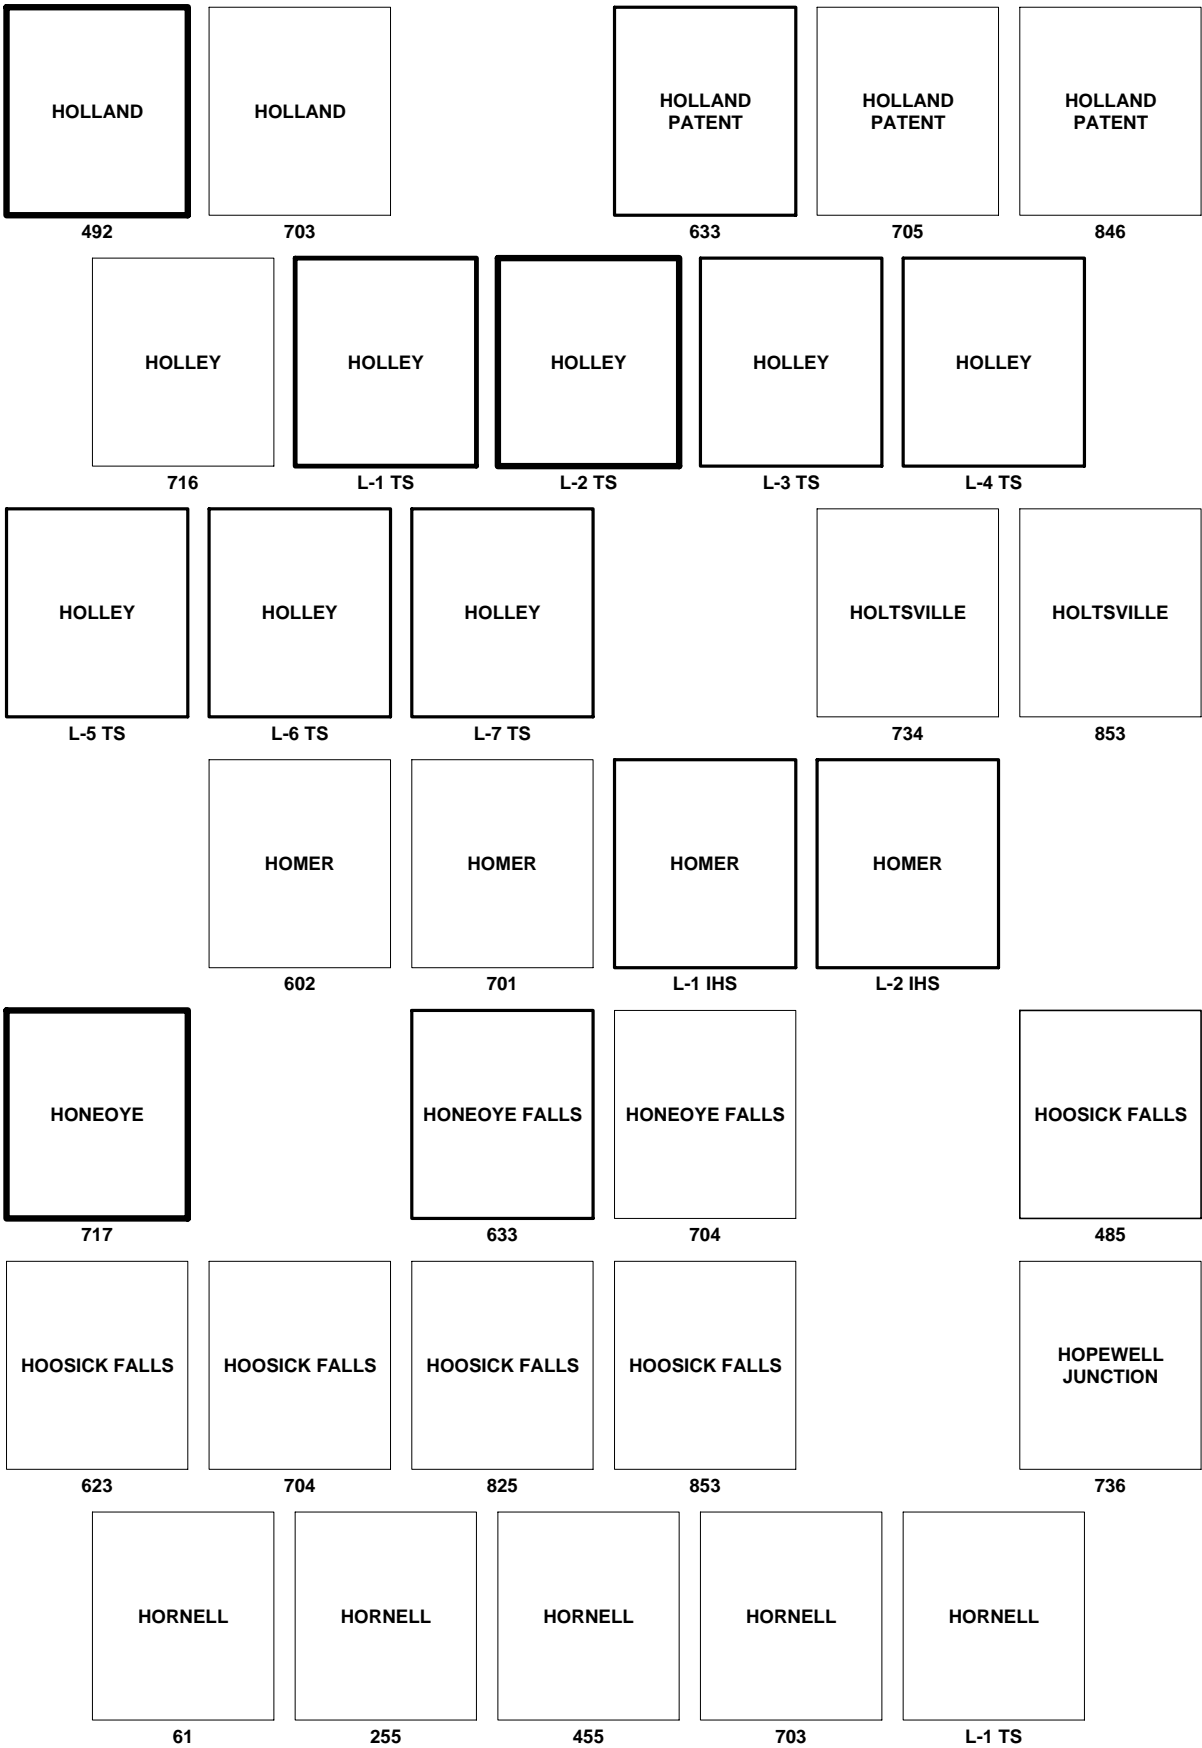 HOLLAND
HOLLAND
HOLLAND
PATENT
HOLLAND
PATENT
HOLLAND
PATENT
492
703
633
705
846
HOLLEY
HOLLEY
HOLLEY
HOLLEY
HOLLEY
716
L-1 TS
L-2 TS
L-3 TS
L-4 TS
HOLLEY
HOLLEY
HOLLEY
HOLTSVILLE
HOLTSVILLE
L-5 TS
L-6 TS
L-7 TS
734
853
HOMER
HOMER
HOMER
HOMER
602
701
L-1 IHS
L-2 IHS
HONEOYE
HONEOYE FALLS
HONEOYE FALLS
HOOSICK FALLS
717
633
704
485
HOOSICK FALLS
HOOSICK FALLS
HOOSICK FALLS
HOOSICK FALLS
HOPEWELL
JUNCTION
623
704
825
853
736
HORNELL
HORNELL
HORNELL
HORNELL
HORNELL
61
255
455
703
L-1 TS